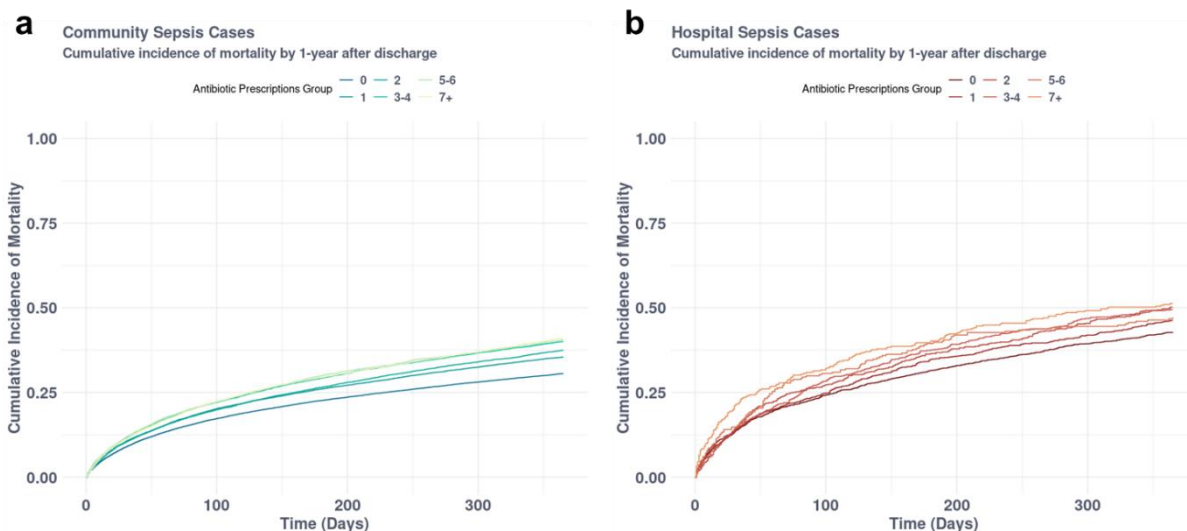 a
Community Sepsis Cases
Cumulative incidence of mortality by 1-year after discharge
Antibiotic Prescriptions Group
0 2 5-6
1 3-4 7+
1.00
0.75
0.50
0.25
0.00
Cumulative Incidence of Mortality
0 100 200 300
Time (Days)
b
Hospital Sepsis Cases
Cumulative incidence of mortality by 1-year after discharge
Antibiotic Prescriptions Group
0 2 5-6
1 3-4 7+
1.00
0.75
0.50
0.25
0.00
Cumulative Incidence of Mortality
0 100 200 300
Time (Days)